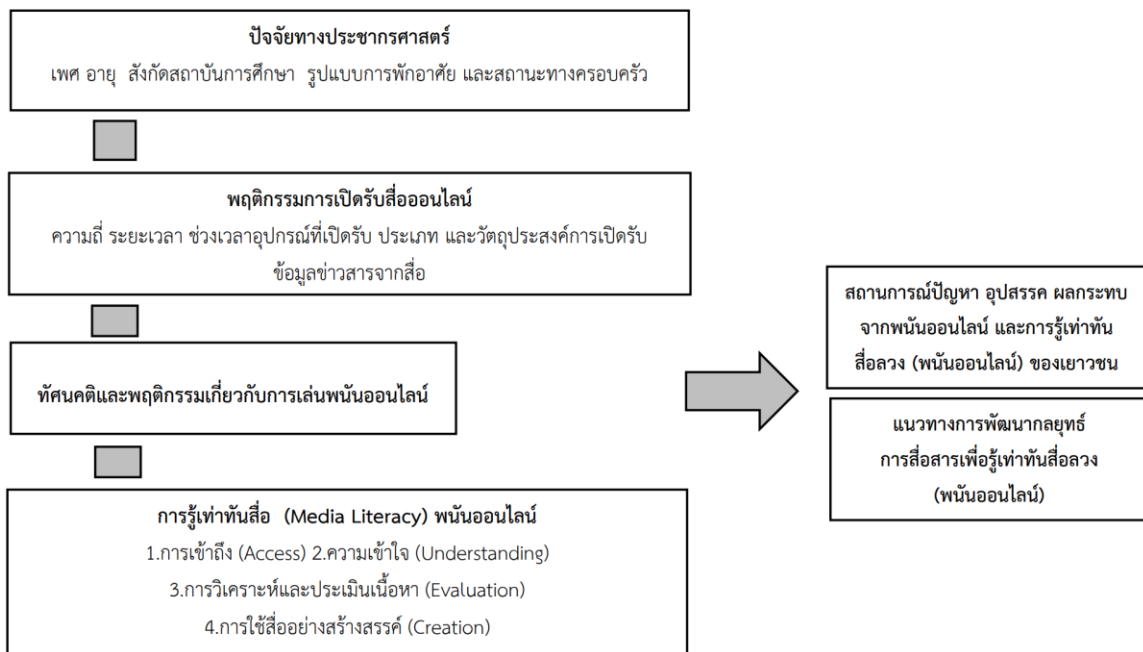 ปัจจัยทางประชากรศาสตร์
เพศ อายุ สังกัดสถาบันการศึกษา รูปแบบการพักอาศัย และสถานะทางครอบครัว
พฤติกรรมการเปิดรับสื่อออนไลน์
ความถี่ ระยะเวลา ช่วงเวลาอุปกรณ์ที่เปิดรับ ประเภท และวัตถุประสงค์การเปิดรับ
ข้อมูลข่าวสารจากสื่อ
ทัศนคติและพฤติกรรมเกี่ยวกับการเล่นพนันออนไลน์
การรู้เท่าทันสื่อ (Media Literacy) พนันออนไลน์
1.การเข้าถึง (Access) 2.ความเข้าใจ (Understanding)
3.การวิเคราะห์และประเมินเนื้อหา (Evaluation)
4.การใช้สื่ออย่างสร้างสรรค์ (Creation)
สถานการณ์ปัญหา อุปสรรค ผลกระทบ
จากพนันออนไลน์ และการรู้เท่าทัน
สื่อลวง (พนันออนไลน์) ของเยาวชน
แนวทางการพัฒนากลยุทธ์
การสื่อสารเพื่อรู้เท่าทันสื่อลวง
(พนันออนไลน์)